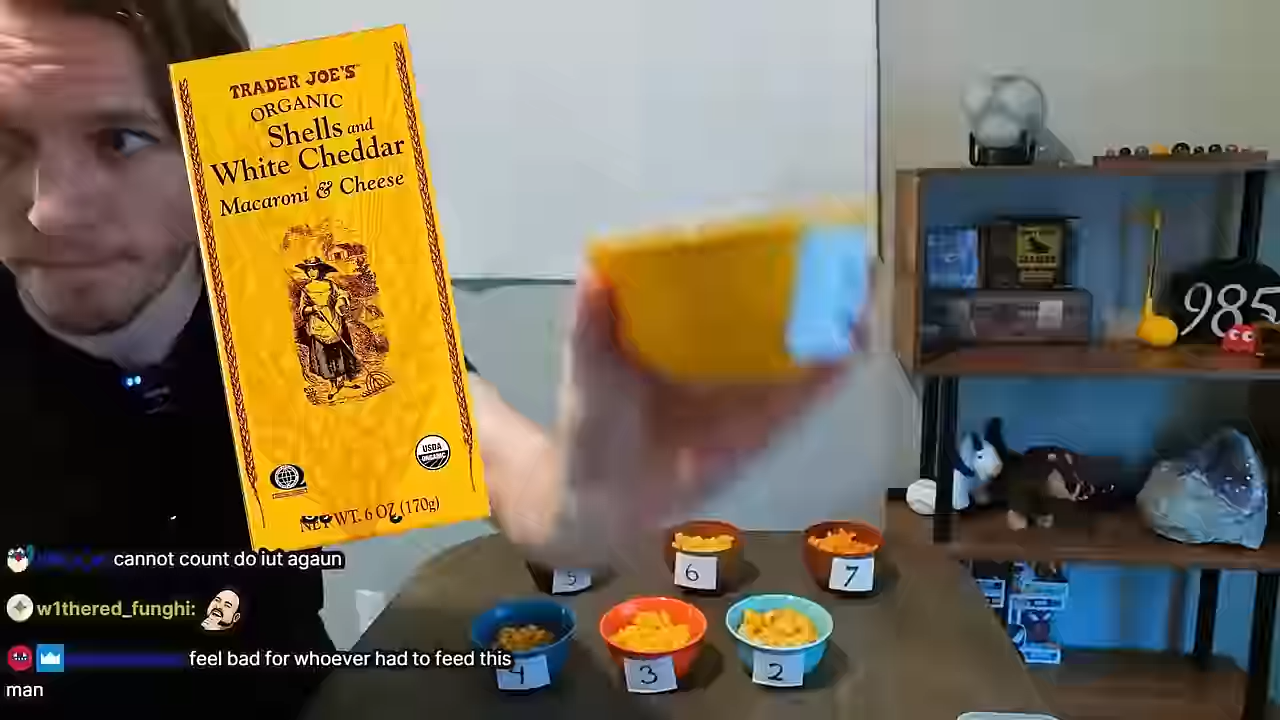 TRADER JOE'S
ORGANIC
Shells and
White Cheddar
Macaroni & Cheese
USDA
ORGANIC
NET WT. 6 OZ (170g)
985
cannot count do iut agaun
w1thered_funghi:
feel bad for whoever had to feed this
man
5
6
7
4
3
2